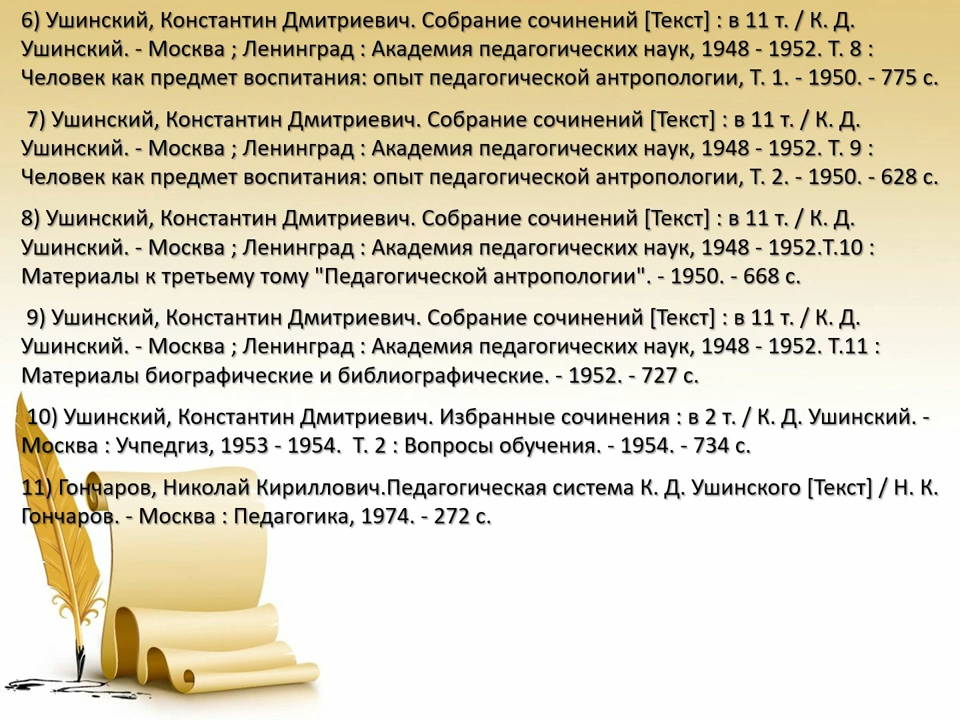 6) Ушинский, Константин Дмитриевич. Собрание сочинений [Текст] : в 11 т. / К. Д.
Ушинский. - Москва ; Ленинград : Академия педагогических наук, 1948 - 1952. Т. 8 :
Человек как предмет воспитания: опыт педагогической антропологии, Т. 1. - 1950. - 775 с.
7) Ушинский, Константин Дмитриевич. Собрание сочинений [Текст] : в 11 т. / К. Д.
Ушинский. - Москва ; Ленинград : Академия педагогических наук, 1948 - 1952. Т. 9 :
Человек как предмет воспитания: опыт педагогической антропологии, Т. 2. - 1950. - 628 с.
8) Ушинский, Константин Дмитриевич. Собрание сочинений [Текст] : в 11 т. / К. Д.
Ушинский. - Москва ; Ленинград : Академия педагогических наук, 1948 - 1952.Т.10 :
Материалы к третьему тому "Педагогической антропологии". - 1950. - 668 с.
9) Ушинский, Константин Дмитриевич. Собрание сочинений [Текст] : в 11 т. / К. Д.
Ушинский. - Москва ; Ленинград : Академия педагогических наук, 1948 - 1952. Т.11 :
Материалы биографические и библиографические. - 1952. - 727 с.
10) Ушинский, Константин Дмитриевич. Избранные сочинения : в 2 т. / К. Д. Ушинский. -
Москва : Учпедгиз, 1953 - 1954. Т. 2 : Вопросы обучения. - 1954. - 734 с.
11) Гончаров, Николай Кириллович.Педагогическая система К. Д. Ушинского [Текст] / Н. К.
Гончаров. - Москва : Педагогика, 1974. - 272 с.